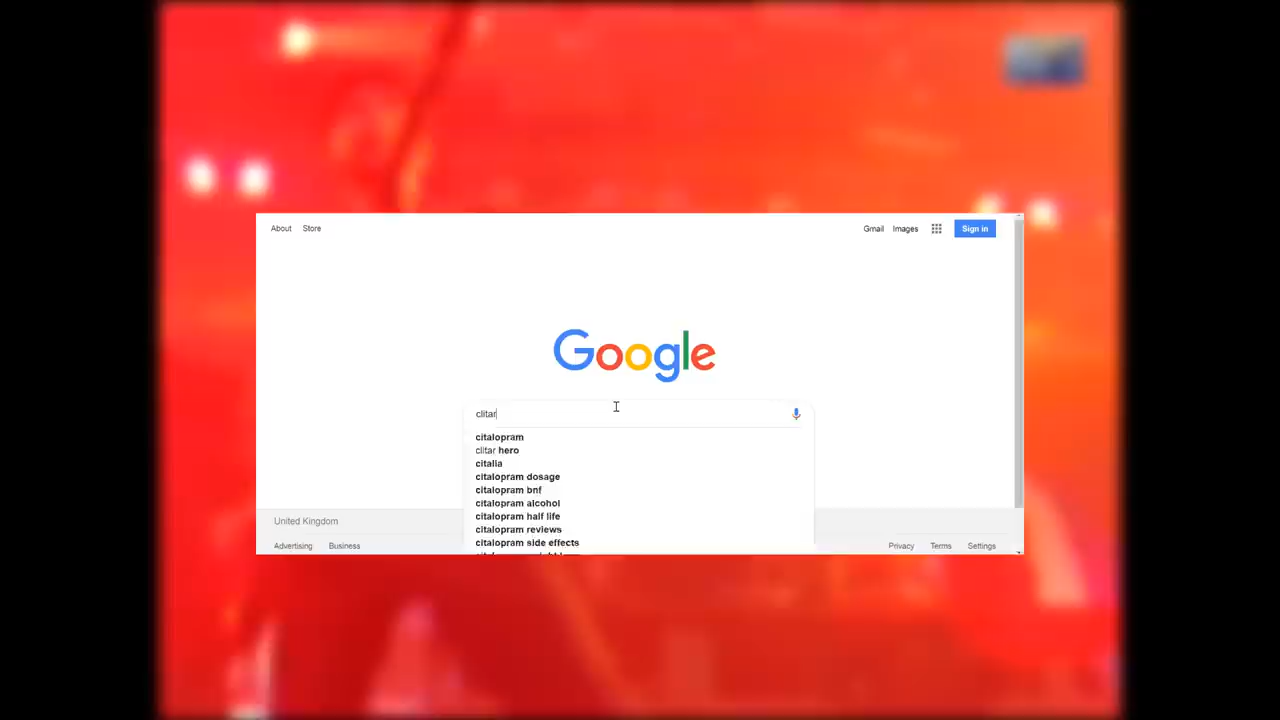 About Store
Gmail Images Sign in
Google
clitar
citalopram
clitar hero
citalia
citalopram dosage
citalopram bnf
citalopram alcohol
citalopram half life
citalopram reviews
citalopram side effects
United Kingdom
Advertising Business
Privacy Terms Settings